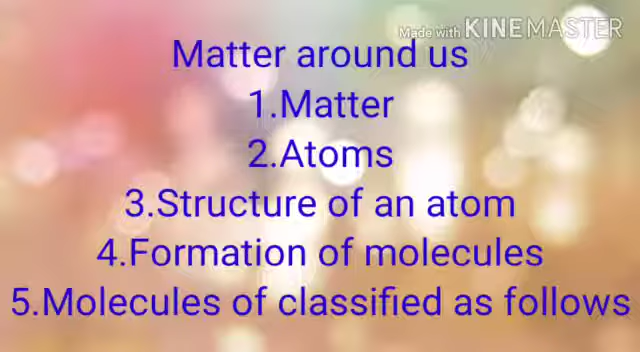 Made with KINEMASTER
Matter around us
1.Matter
2.Atoms
3.Structure of an atom
4.Formation of molecules
5.Molecules of classified as follows